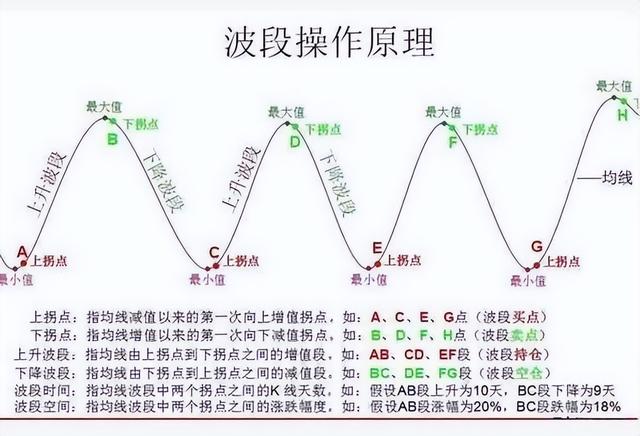 波段操作原理
最大值
下拐点
B
最大值
下拐点
D
最大值
下拐点
F
最大值
H
上升波段
下降波段
上升波段
下降波段
均线
A
上拐点
最小值
C
上拐点
最小值
E
上拐点
最小值
G
上拐点
最小值
上拐点：指均线减值以来的第一次向上增值拐点，如：A、C、E、G点（波段买点）
下拐点：指均线增值以来的第一次向下减值拐点，如：B、D、F、H点（波段卖点）
上升波段：指均线由上拐点到下拐点之间的增值段，如：AB、CD、EF段（波段持仓）
下降波段：指均线由下拐点到上拐点之间的减值段，如：BC、DE、FG段（波段空仓）
波段时间：指均线波段中两个拐点之间的K线天数，如：假设AB段上升为10天，BC段下降为9天
波段空间：指均线波段中两个拐点之间的涨跌幅度，如：假设AB段涨幅为20%，BC段跌幅为18%